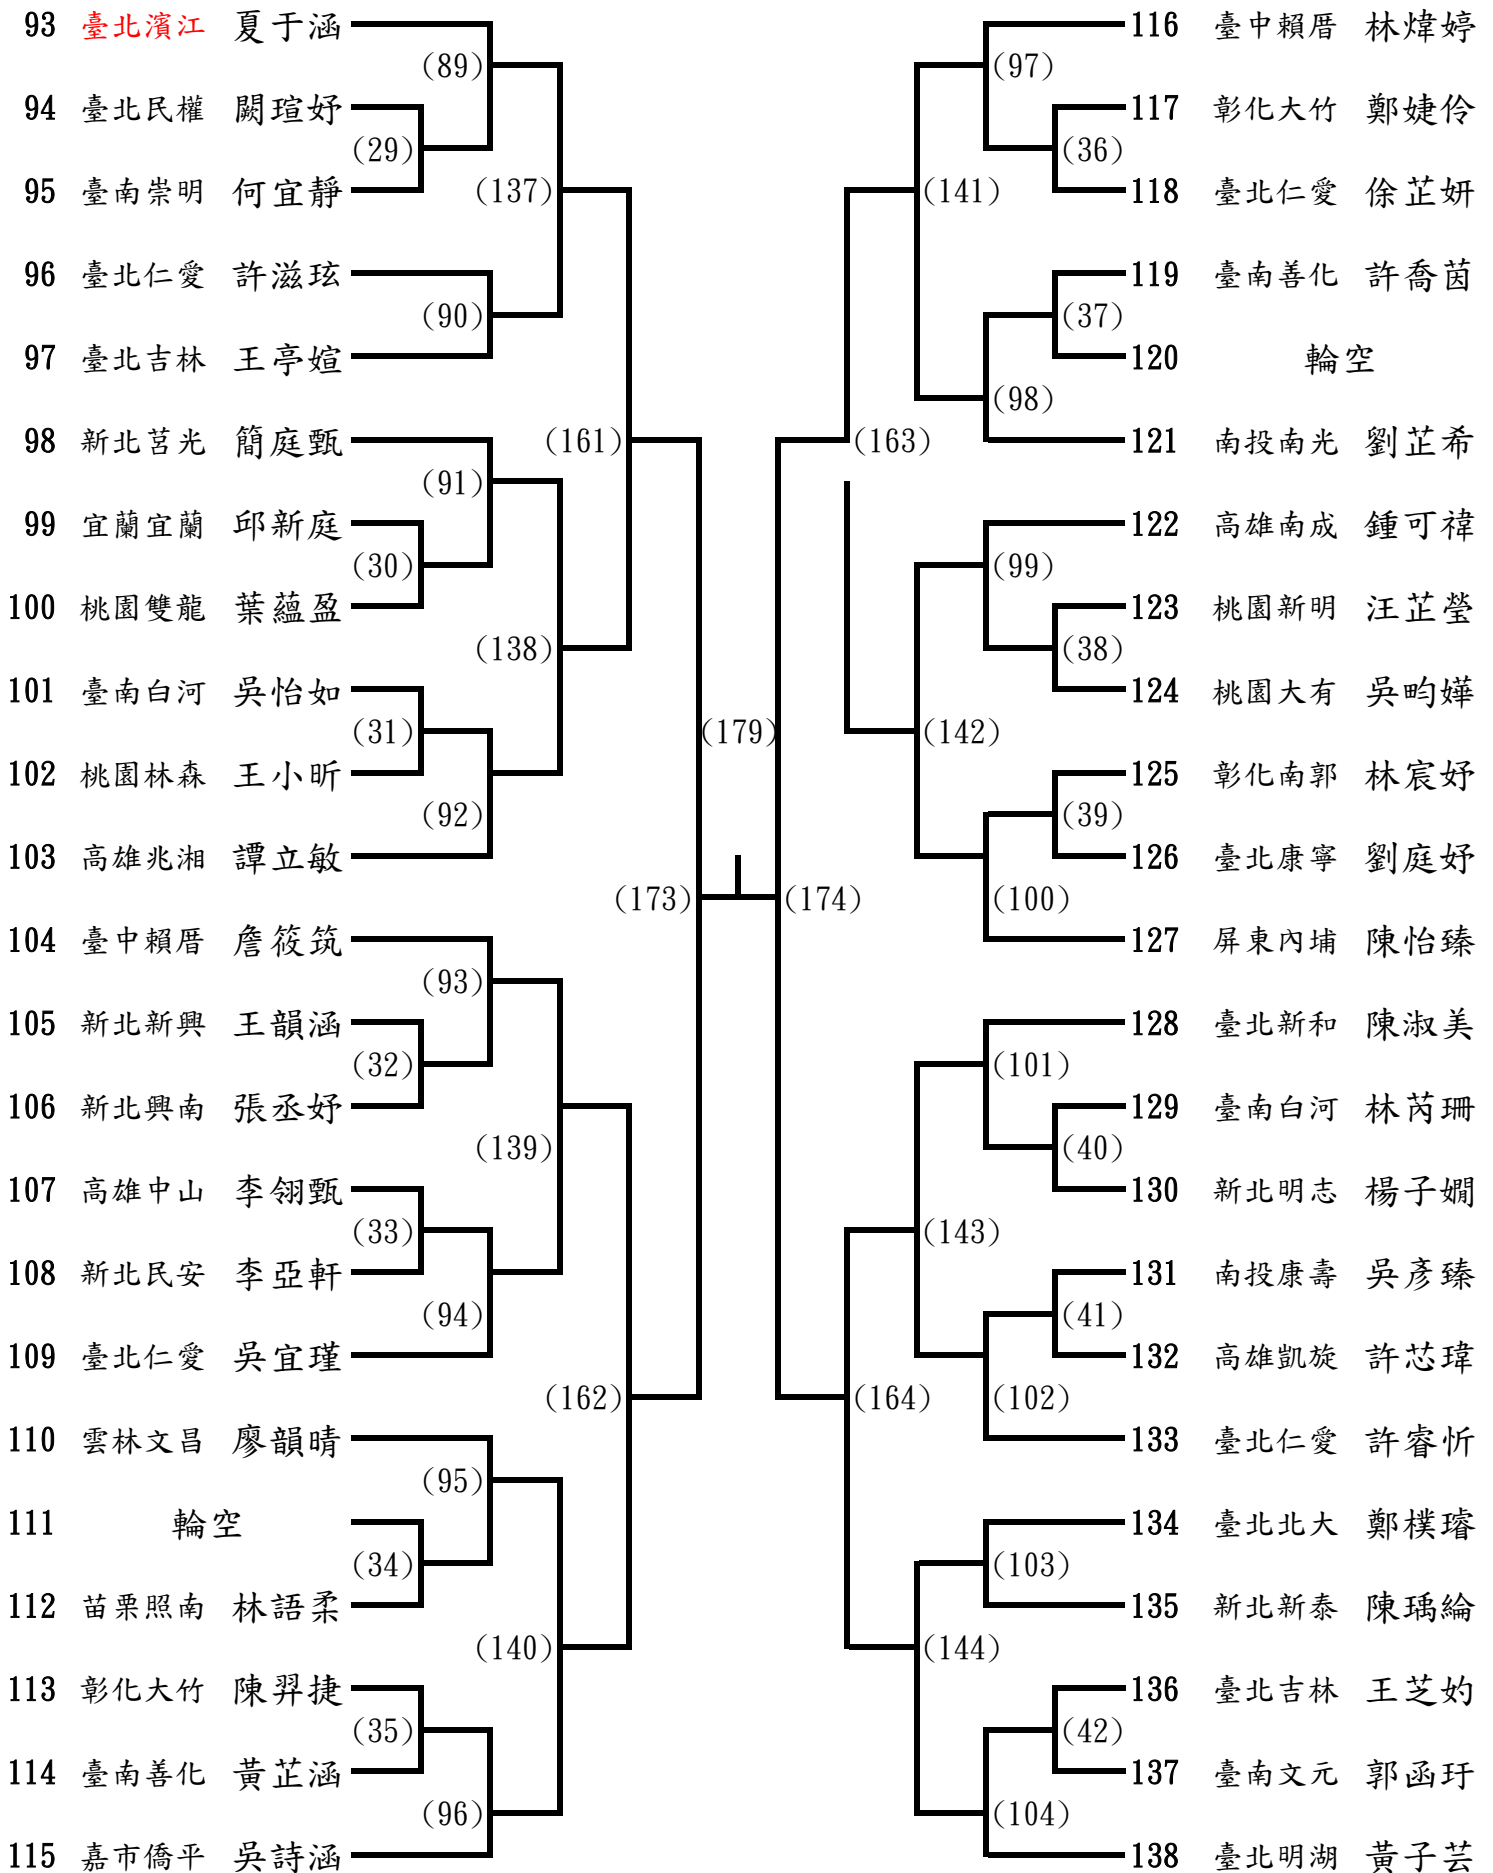 93 臺北濱江 夏于涵
(89)
94 臺北民權 闕瑄妤
(29)
95 臺南崇明 何宜靜
(137)
96 臺北仁愛 許滋玹
(90)
97 臺北吉林 王亭媗
98 新北莒光 簡庭甄
(161)
(91)
99 宜蘭宜蘭 邱新庭
(30)
100 桃園雙龍 葉蘊盈
(138)
101 臺南白河 吳怡如
(31)
102 桃園林森 王小昕
(92)
103 高雄兆湘 譚立敏
(173)
104 臺中賴厝 詹筱筑
(93)
105 新北新興 王韻涵
(32)
106 新北興南 張丞妤
(139)
107 高雄中山 李翎甄
(33)
108 新北民安 李亞軒
(94)
109 臺北仁愛 吳宜瑾
(162)
110 雲林文昌 廖韻晴
(95)
111 輪空
(34)
112 苗栗照南 林語柔
(140)
113 彰化大竹 陳羿捷
(35)
114 臺南善化 黃芷涵
(96)
115 嘉市僑平 吳詩涵
(179)
116 臺中賴厝 林煒婷
(97)
117 彰化大竹 鄭婕伶
(36)
118 臺北仁愛 徐芷妍
(141)
119 臺南善化 許喬茵
(37)
120 輪空
(98)
121 南投南光 劉芷希
(163)
122 高雄南成 鍾可禕
(99)
123 桃園新明 汪芷瑩
(38)
124 桃園大有 吳昀嬅
(142)
125 彰化南郭 林宸妤
(39)
126 臺北康寧 劉庭妤
(100)
(174)
127 屏東內埔 陳怡臻
128 臺北新和 陳淑美
(101)
129 臺南白河 林芮珊
(40)
130 新北明志 楊子嫺
(143)
131 南投康壽 吳彥臻
(41)
132 高雄凱旋 許芯瑋
(102)
(164)
133 臺北仁愛 許睿忻
134 臺北北大 鄭樸璿
(103)
135 新北新泰 陳瑀綸
(144)
136 臺北吉林 王芝妁
(42)
137 臺南文元 郭函玗
(104)
138 臺北明湖 黃子芸